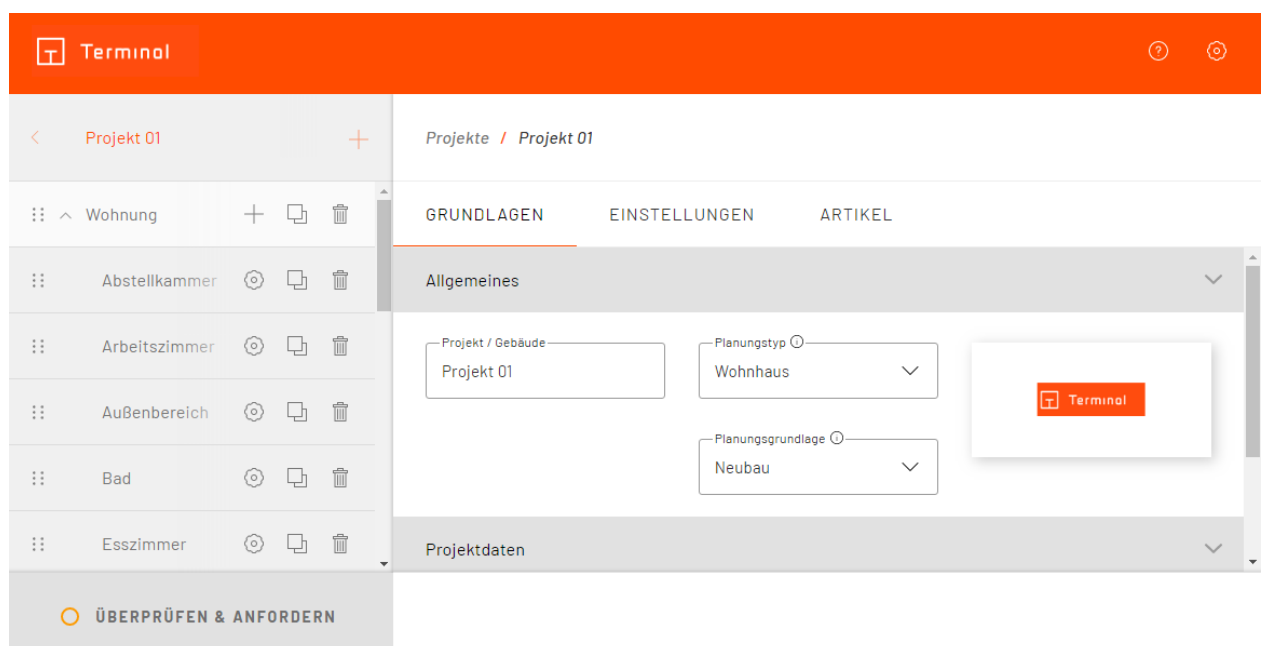 Terminal
Projekt 01
Projekte / Projekt 01
Wohnung
GRUNDLAGEN EINSTELLUNGEN ARTIKEL
Abstellkammer
Allgemeines
Arbeitszimmer
Projekt / Gebäude
Projekt 01
Planungstyp
Wohnhaus
Terminal
Außenbereich
Planungsgrundlage
Neubau
Bad
Esszimmer
Projektdaten
ÜBERPRÜFEN & ANFORDERN